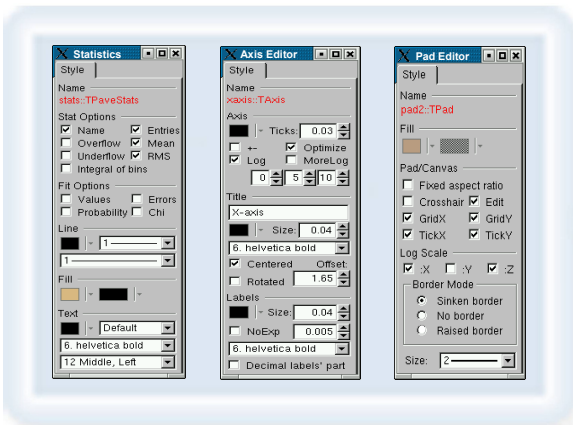 Statistics
Style
Name
stats::TPaveStats
Stat Options
Name Entries
Overflow Mean
Underflow RMS
Integral of bins
Fit Options
Values Errors
Probability Chi
Line
1
1
Fill
Text
Default
6. helvetica bold
12 Middle, Left
Axis Editor
Style
Name
xaxis::TAxis
Axis
Ticks: 0.03
+- Optimize
Log MoreLog
0 5 10
Title
X-axis
Size: 0.04
6. helvetica bold
Centered Offset:
Rotated 1.65
Labels
Size: 0.04
NoExp 0.005
6. helvetica bold
Decimal labels' part
Pad Editor
Style
Name
pad2::TPad
Fill
Pad/Canvas
Fixed aspect ratio
Crosshair Edit
GridX GridY
TickX TickY
Log Scale
:X :Y :Z
Border Mode
Sinken border
No border
Raised border
Size: 2